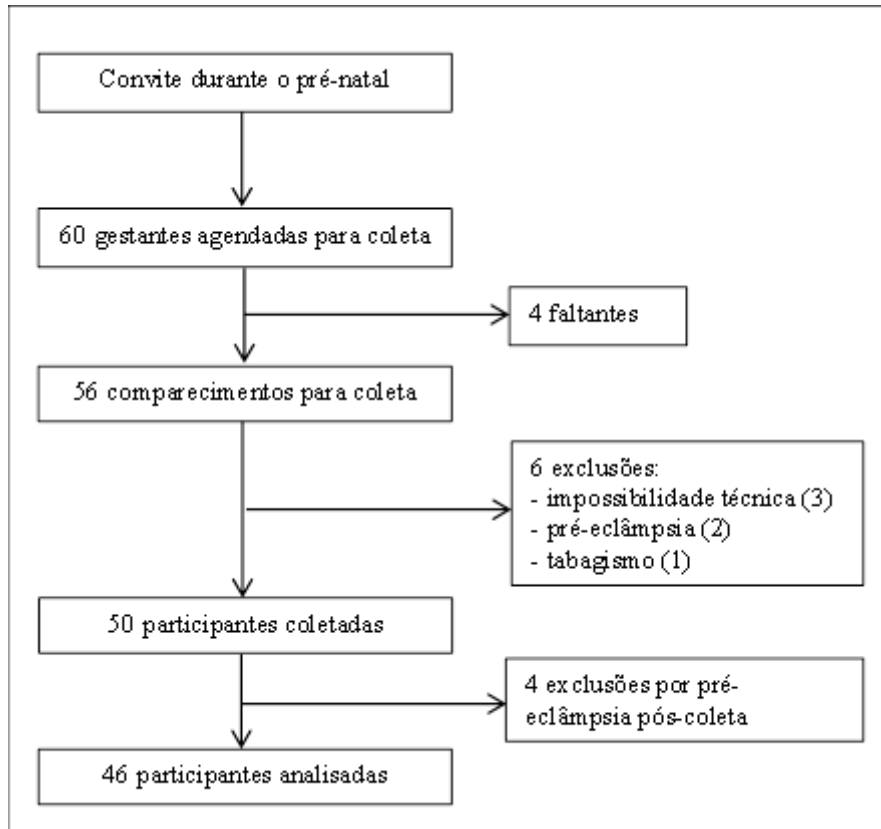 Convite durante o pré-natal
60 gestantes agendadas para coleta
4 faltantes
56 comparecimentos para coleta
6 exclusões:
- impossibilidade técnica (3)
- pré-eclâmpsia (2)
- tabagismo (1)
50 participantes coletadas
4 exclusões por pré-
eclâmpsia pós-coleta
46 participantes analisadas